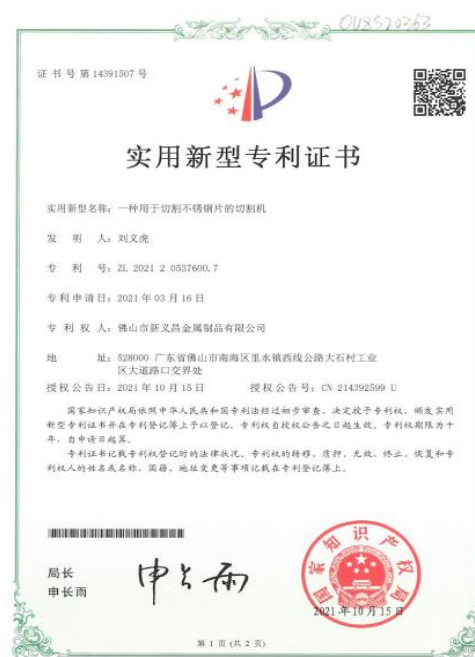 OU8520363
证书号第14391507号
实用新型专利证书
实用新型名称：一种用于切割不锈钢片的切割机
发 明 人：刘义虎
专 利 号：ZL 2021 2 0537600.7
专利申请日：2021年03月16日
专 利 权 人：佛山市新义昌金属制品有限公司
地 址：528000 广东省佛山市南海区里水镇西线公路大石村工业
区大道路口交界处
授权公告日：2021年10月15日 授权公告号：CN 214392599 U
国家知识产权局依照中华人民共和国专利法经过初步审查，决定授予专利权，颁发实用
新型专利证书并在专利登记簿上予以登记。专利权自授权公告之日起生效。专利权期限为十
年，自申请日起算。
专利证书记载专利权登记时的法律状况。专利权的转移、质押、无效、终止、恢复和专
利权人的姓名或名称、国籍、地址变更等事项记载在专利登记簿上。
局长
申长雨
申长雨
国家知识产权局
2021年10月15日
第 1 页 (共 2 页)